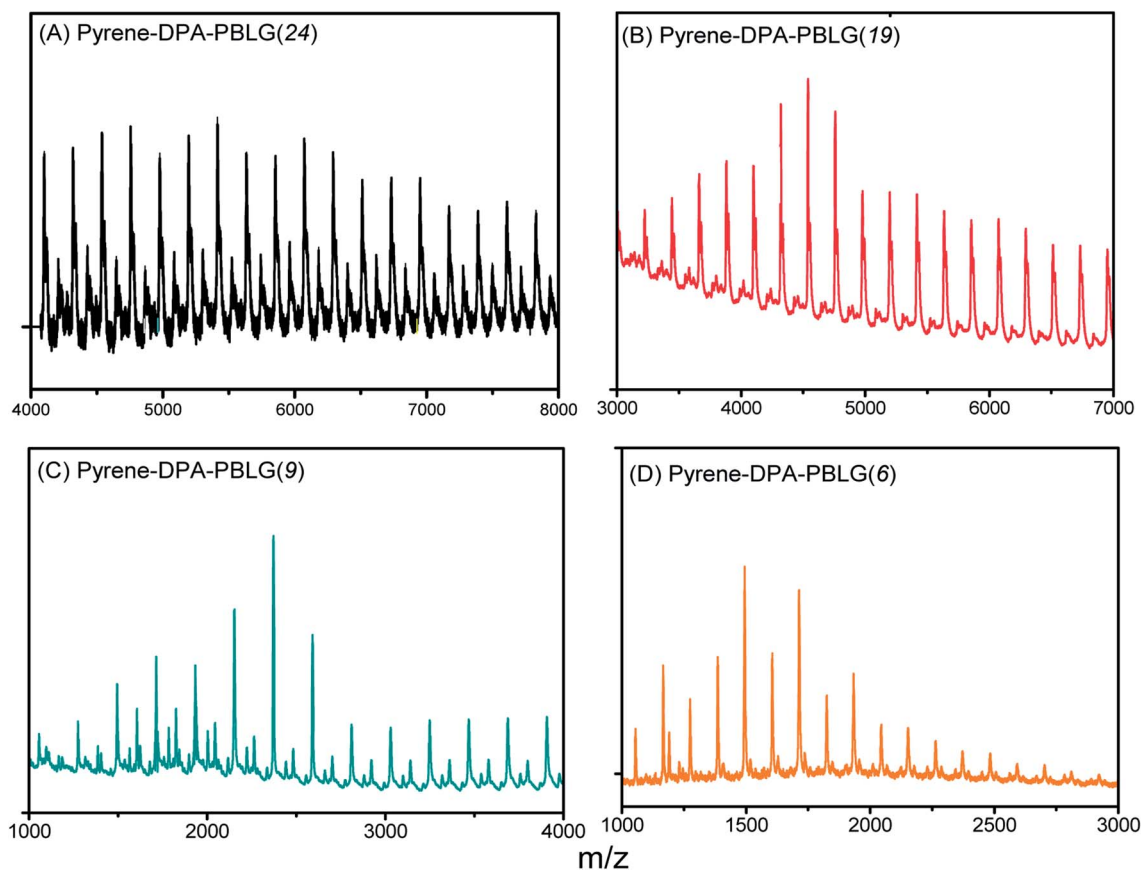 (A) Pyrene-DPA-PBLG(24)
(B) Pyrene-DPA-PBLG(19)
4000 5000 6000 7000 8000
3000 4000 5000 6000 7000
(C) Pyrene-DPA-PBLG(9)
(D) Pyrene-DPA-PBLG(6)
1000 2000 3000 4000
1000 1500 2000 2500 3000
m/z